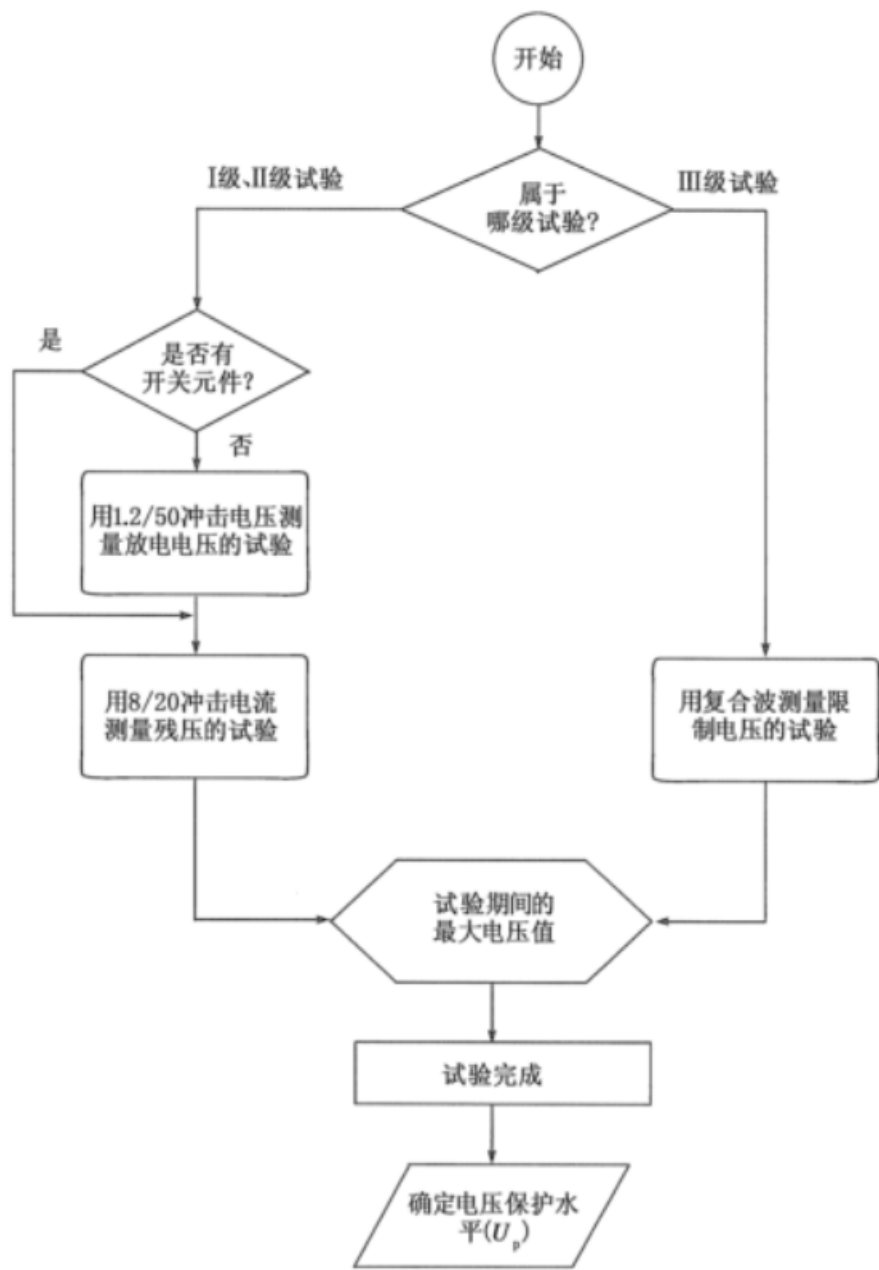 开始
Ⅰ级、Ⅱ级试验
属于
哪级试验?
Ⅲ级试验
是
是否有
开关元件?
否
用1.2/50冲击电压测
量放电电压的试验
用8/20冲击电流
测量残压的试验
用复合波测量限
制电压的试验
试验期间的
最大电压值
试验完成
确定电压保护水
平(Up)